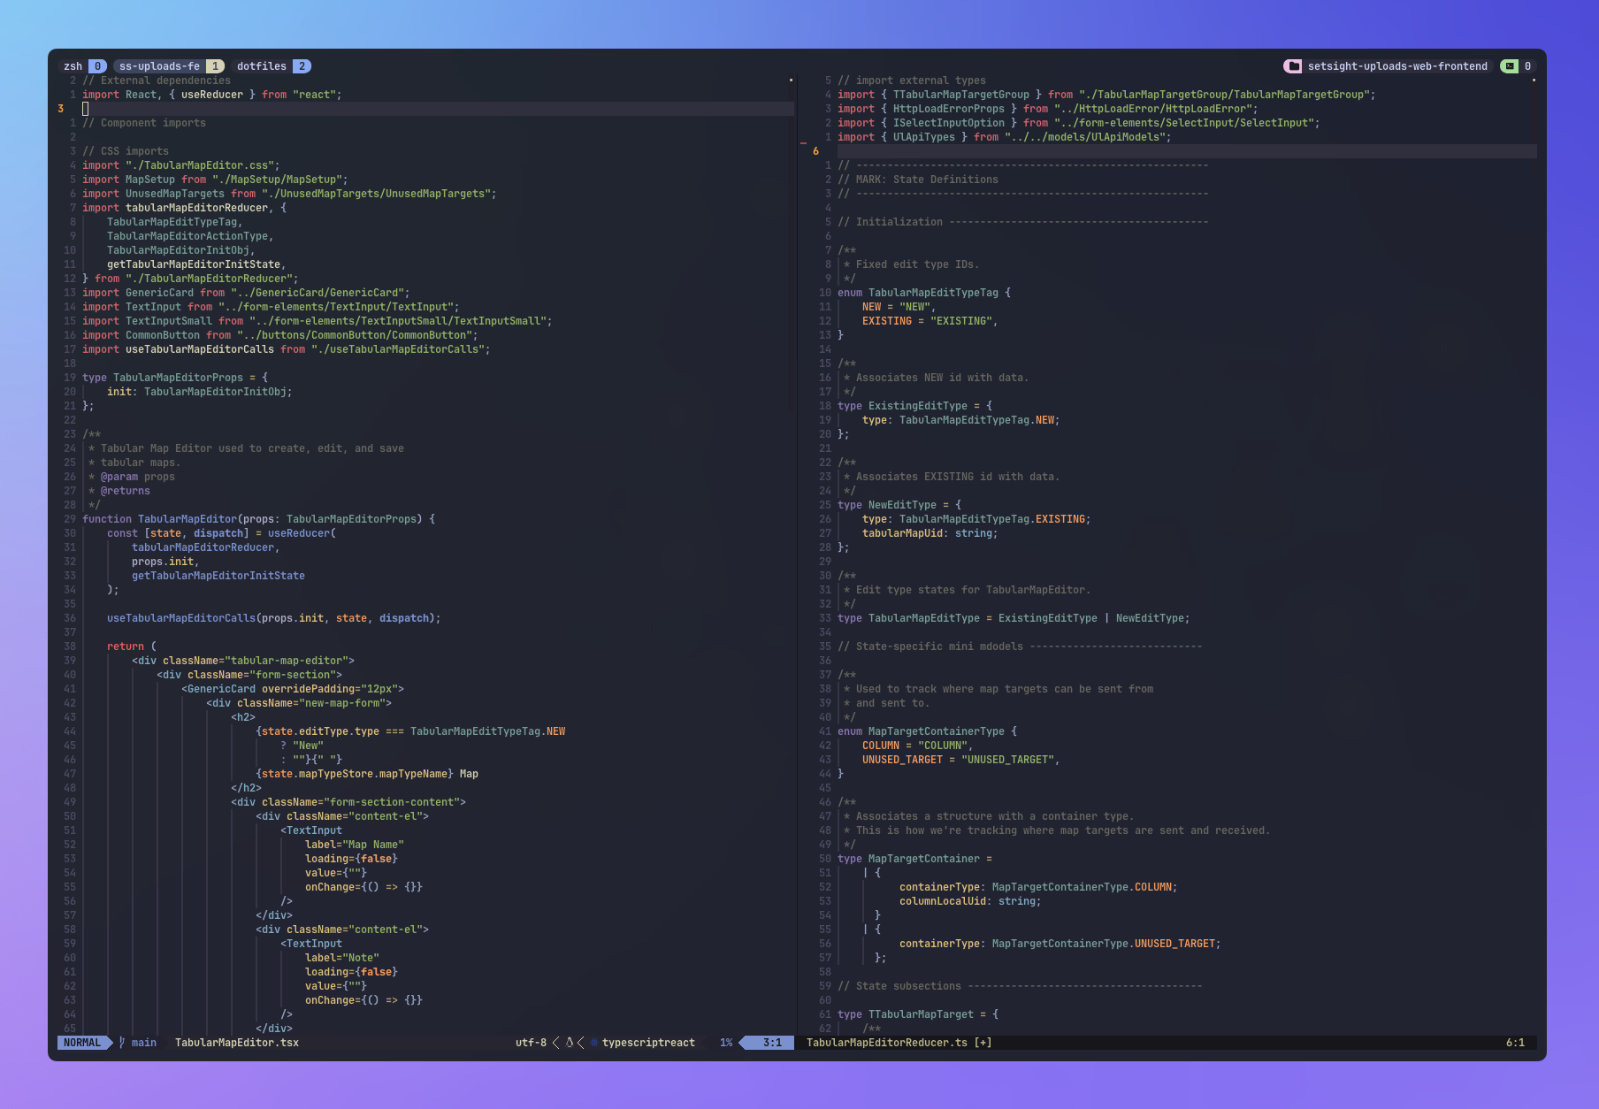 zsh 0 ss-uploads-fe 1 dotfiles 2
setsight-uploads-web-frontend 0
2 // External dependencies
1 import React, { useReducer } from "react";
3
1 // Component imports
2
3 // CSS imports
4 import "./TabularMapEditor.css";
5 import MapSetup from "./MapSetup/MapSetup";
6 import UnusedMapTargets from "./UnusedMapTargets/UnusedMapTargets";
7 import tabularMapEditorReducer, {
8 TabularMapEditTypeTag,
9 TabularMapEditorActionType,
10 TabularMapEditorInitObj,
11 getTabularMapEditorInitState,
12 } from "./TabularMapEditorReducer";
13 import GenericCard from "../GenericCard/GenericCard";
14 import TextInput from "../form-elements/TextInput/TextInput";
15 import TextInputSmall from "../form-elements/TextInputSmall/TextInputSmall";
16 import CommonButton from "../buttons/CommonButton/CommonButton";
17 import useTabularMapEditorCalls from "./useTabularMapEditorCalls";
18
19 type TabularMapEditorProps = {
20 init: TabularMapEditorInitObj;
21 };
22
23 /**
24 * Tabular Map Editor used to create, edit, and save
25 * tabular maps.
26 * @param props
27 * @returns
28 */
29 function TabularMapEditor(props: TabularMapEditorProps) {
30 const [state, dispatch] = useReducer(
31 tabularMapEditorReducer,
32 props.init,
33 getTabularMapEditorInitState
34 );
35
36 useTabularMapEditorCalls(props.init, state, dispatch);
37
38 return (
39 <div className="tabular-map-editor">
40 <div className="form-section">
41 <GenericCard overridePadding="12px">
42 <div className="new-map-form">
43 <h2>
44 {state.editType.type === TabularMapEditTypeTag.NEW
45 ? "New"
46 : ""}{" "}
47 {state.mapTypeStore.mapTypeName} Map
48 </h2>
49 <div className="form-section-content">
50 <div className="content-el">
51 <TextInput
52 label="Map Name"
53 loading={false}
54 value={""}
55 onChange={() => {}}
56 />
57 </div>
58 <div className="content-el">
59 <TextInput
60 label="Note"
61 loading={false}
62 value={""}
63 onChange={() => {}}
64 />
65 </div>
NORMAL main TabularMapEditor.tsx utf-8 typescriptreact 1% 3:1
5 // import external types
4 import { TTabularMapTargetGroup } from "./TabularMapTargetGroup/TabularMapTargetGroup";
3 import { HttpLoadErrorProps } from "../HttpLoadError/HttpLoadError";
2 import { ISelectInputOption } from "../form-elements/SelectInput/SelectInput";
1 import { UlApiTypes } from "../../models/UlApiModels";
6
1 // ---------------------------------------------------------
2 // MARK: State Definitions
3 // ---------------------------------------------------------
4
5 // Initialization ------------------------------------------
6
7 /**
8 * Fixed edit type IDs.
9 */
10 enum TabularMapEditTypeTag {
11 NEW = "NEW",
12 EXISTING = "EXISTING",
13 }
14
15 /**
16 * Associates NEW id with data.
17 */
18 type ExistingEditType = {
19 type: TabularMapEditTypeTag.NEW;
20 };
21
22 /**
23 * Associates EXISTING id with data.
24 */
25 type NewEditType = {
26 type: TabularMapEditTypeTag.EXISTING;
27 tabularMapUid: string;
28 };
29
30 /**
31 * Edit type states for TabularMapEditor.
32 */
33 type TabularMapEditType = ExistingEditType | NewEditType;
34
35 // State-specific mini mdodels ----------------------------
36
37 /**
38 * Used to track where map targets can be sent from
39 * and sent to.
40 */
41 enum MapTargetContainerType {
42 COLUMN = "COLUMN",
43 UNUSED_TARGET = "UNUSED_TARGET",
44 }
45
46 /**
47 * Associates a structure with a container type.
48 * This is how we're tracking where map targets are sent and received.
49 */
50 type MapTargetContainer =
51 | {
52 containerType: MapTargetContainerType.COLUMN;
53 columnLocalUid: string;
54 }
55 | {
56 containerType: MapTargetContainerType.UNUSED_TARGET;
57 };
58
59 // State subsections --------------------------------------
60
61 type TTabularMapTarget = {
62 /**
TabularMapEditorReducer.ts [+] 6:1